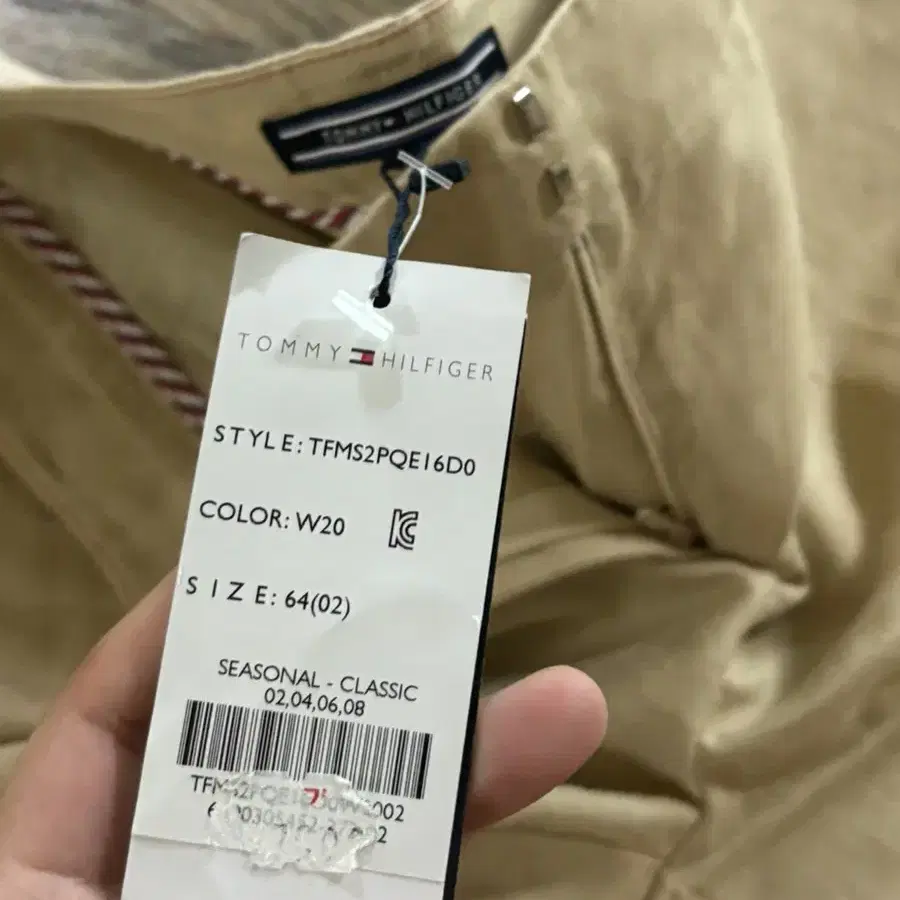 TOMMY HILFIGER
TOMMY HILFIGER
STYLE: TFMS2PQE16D0
COLOR: W20
SIZE: 64(02)
SEASONAL - CLASSIC
02,04,06,08